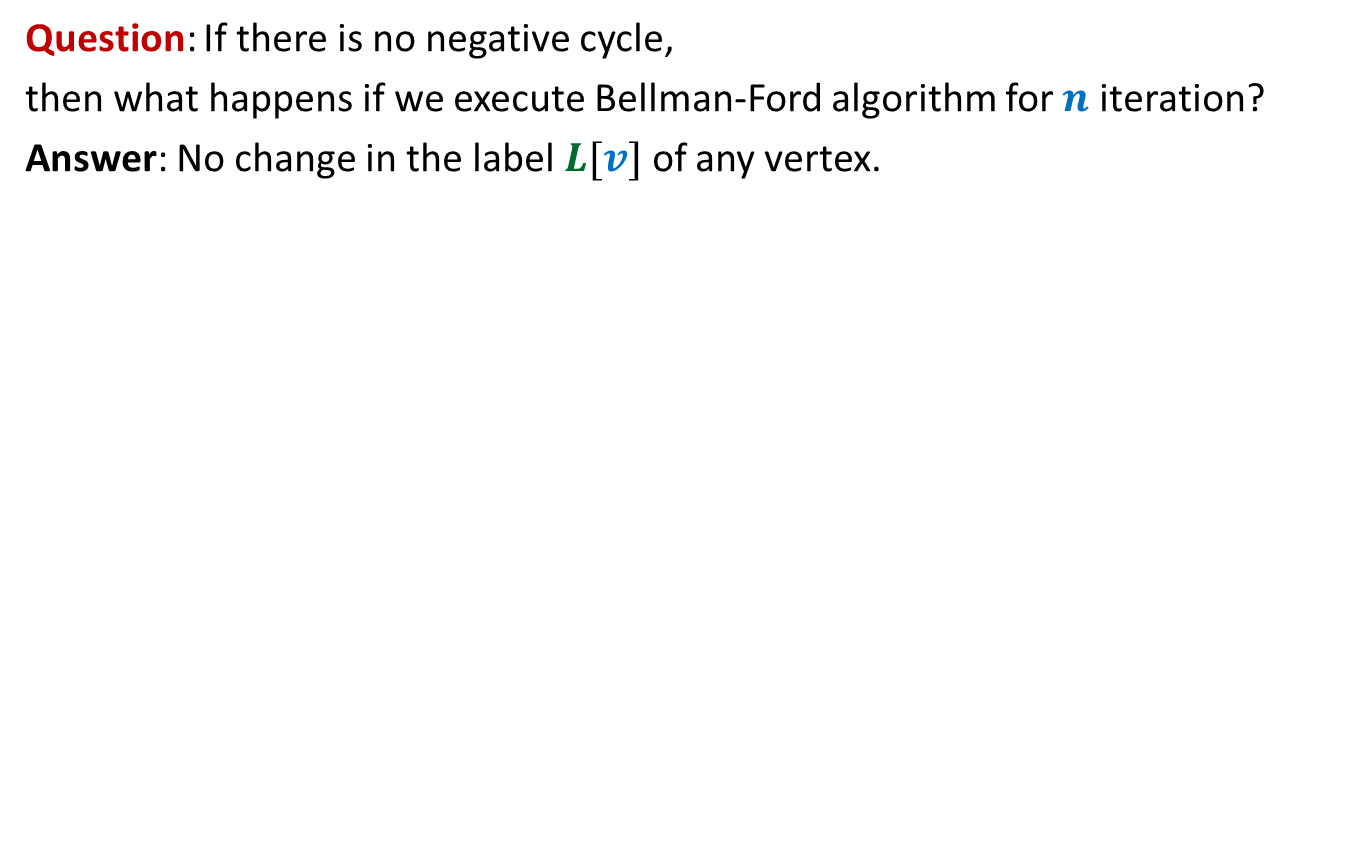 Question: If there is no negative cycle,
then what happens if we execute Bellman-Ford algorithm for n iteration?
Answer: No change in the label L[v] of any vertex.